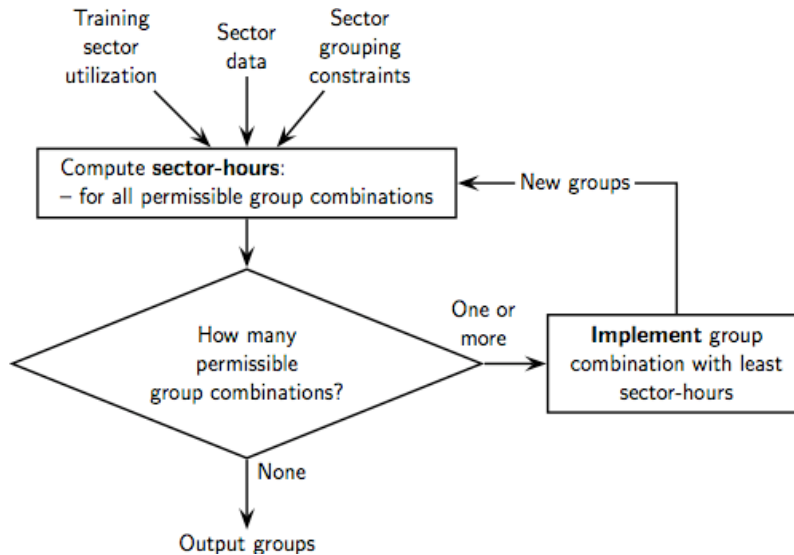 Training
sector
utilization
Sector
data
Sector
grouping
constraints
Compute sector-hours:
– for all permissible group combinations
New groups
How many
permissible
group combinations?
One or
more
Implement group
combination with least
sector-hours
None
Output groups